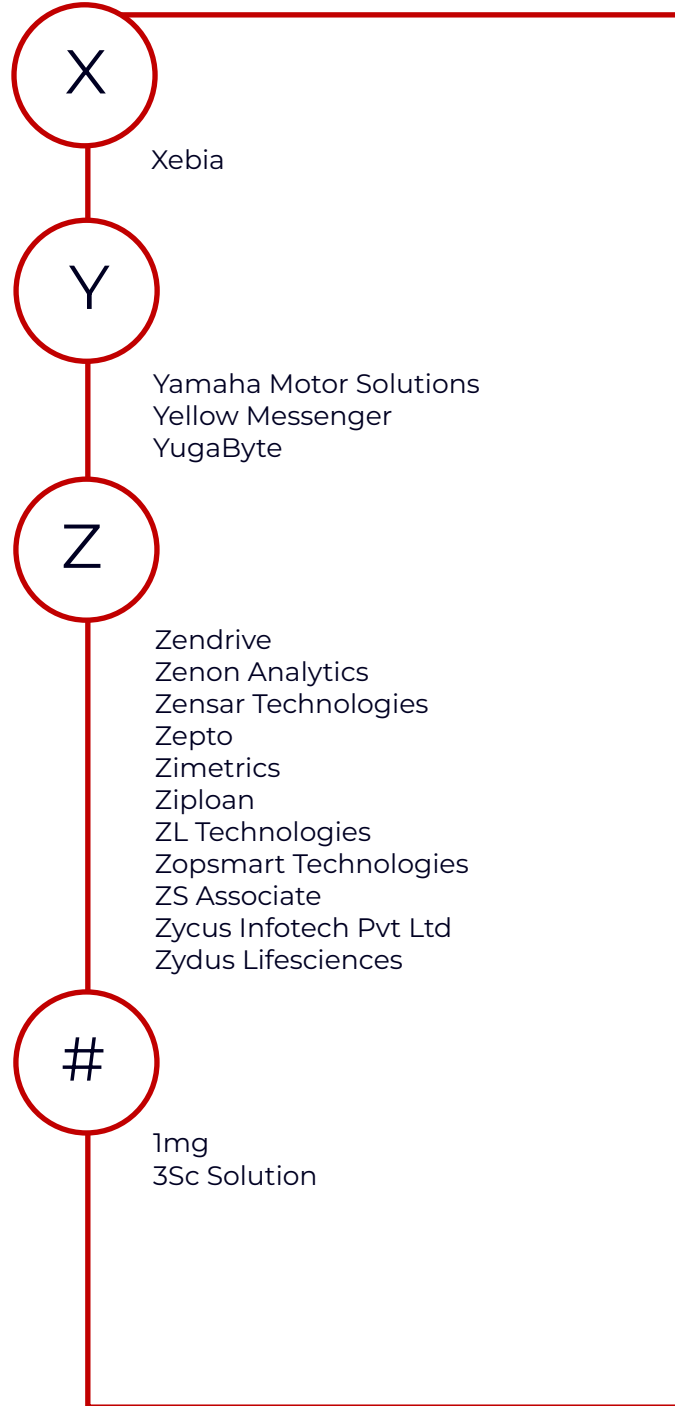 X
Xebia
Y
Yamaha Motor Solutions
Yellow Messenger
YugaByte
Z
Zendrive
Zenon Analytics
Zensar Technologies
Zepto
Zimetrics
Ziploan
ZL Technologies
Zopsmart Technologies
ZS Associate
Zycus Infotech Pvt Ltd
Zydus Lifesciences
#
1mg
3Sc Solution